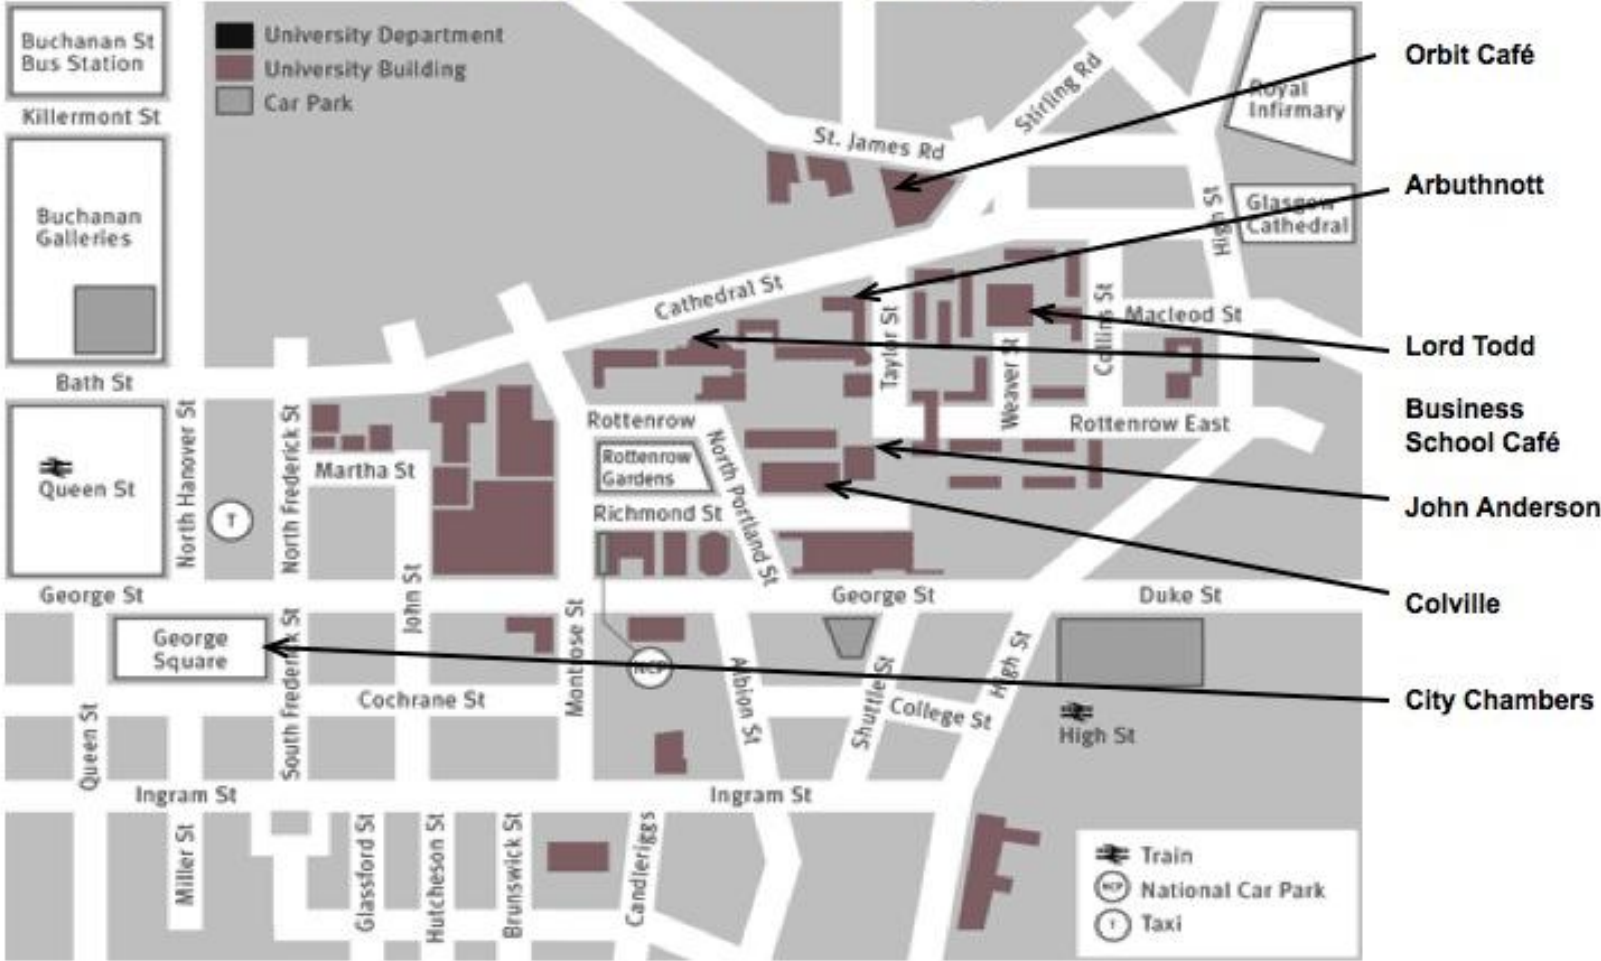 Buchanan St
Bus Station
Killermont St
Buchanan
Galleries
Bath St
Queen St
University Department
University Building
Car Park
St. James Rd
Stirling Rd
Royal
Infirmary
Glasgow
Cathedral
High St
Cathedral St
Taylor St
Weaver St
Collins St
Macleod St
Rottenrow East
Rottenrow
Rottenrow
Gardens
Richmond St
North Portland St
North Hanover St
T
North Frederick St
Martha St
John St
George St
George St
Duke St
George
Square
South Frederick St
Cochrane St
Montrose St
NCP
Albion St
Shuttle St
College St
High St
High St
Queen St
Ingram St
Ingram St
Miller St
Glassford St
Hutcheson St
Brunswick St
Candleriggs
Train
NCP National Car Park
T Taxi
Orbit Café
Arbuthnott
Lord Todd
Business
School Café
John Anderson
Colville
City Chambers